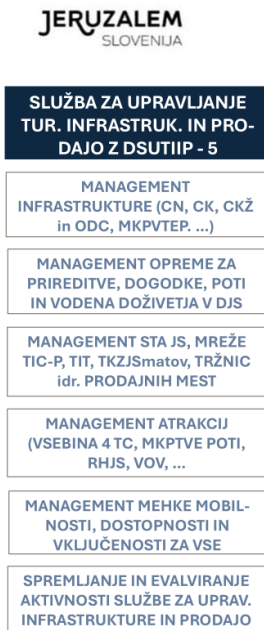 JERUZALEM
SLOVENIJA
SLUŽBA ZA UPRAVLJANJE
TUR. INFRASTRUK. IN PRO-
DAJO Z DSUTIIP - 5
MANAGEMENT
INFRASTRUKTURE (CN, CK, CKŽ
in ODC, MKPVTEP. ...)
MANAGEMENT OPREME ZA
PRIREDITVE, DOGODKE, POTI
IN VODENA DOŽIVETJA V DJS
MANAGEMENT STA JS, MREŽE
TIC-P, TIT, TKZJSmatov, TRŽNIC
idr. PRODAJNIH MEST
MANAGEMENT ATRAKCIJ
(VSEBINA 4 TC, MKPTVE POTI,
RHJS, VOV, ...
MANAGEMENT MEHKE MOBIL-
NOSTI, DOSTOPNOSTI IN
VKLJUČENOSTI ZA VSE
SPREMLJANJE IN EVALVIRANJE
AKTIVNOSTI SLUŽBE ZA UPRAV.
INFRASTRUKTURE IN PRODAJO